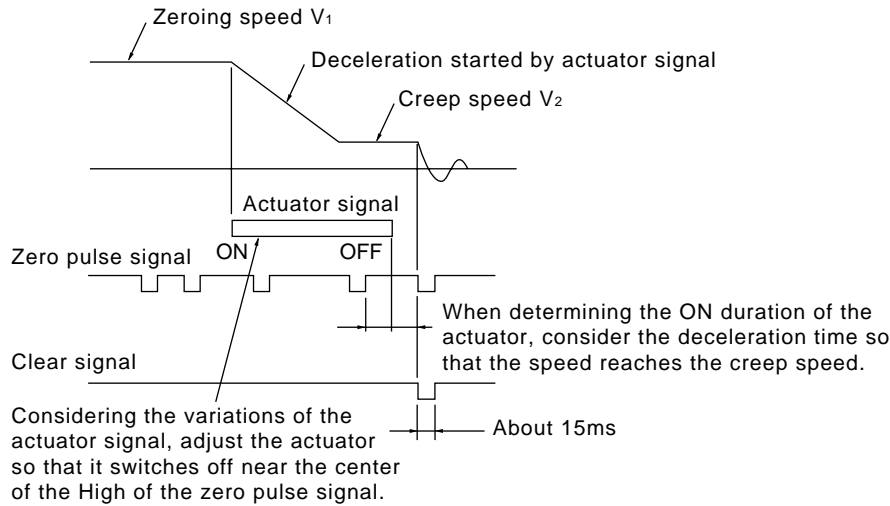 Zeroing speed V1
Deceleration started by actuator signal
Creep speed V2
Actuator signal
ON
OFF
Zero pulse signal
When determining the ON duration of the
actuator, consider the deceleration time so
that the speed reaches the creep speed.
Clear signal
Considering the variations of the
actuator signal, adjust the actuator
so that it switches off near the center
of the High of the zero pulse signal.
About 15ms